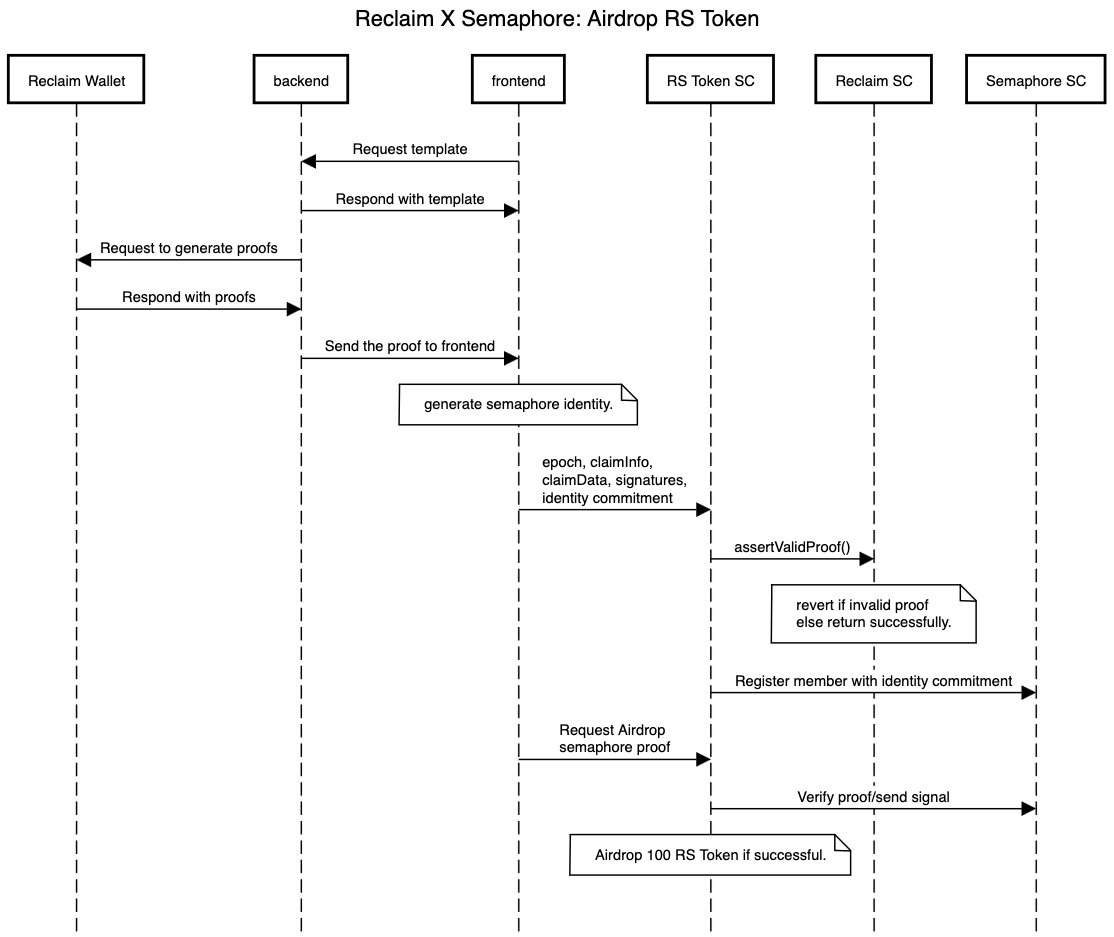 Reclaim X Semaphore: Airdrop RS Token
Reclaim Wallet
backend
frontend
RS Token SC
Reclaim SC
Semaphore SC
Request template
Respond with template
Request to generate proofs
Respond with proofs
Send the proof to frontend
generate semaphore identity.
epoch, claimInfo,
claimData, signatures,
identity commitment
assertValidProof()
revert if invalid proof
else return successfully.
Register member with identity commitment
Request Airdrop
semaphore proof
Verify proof/send signal
Airdrop 100 RS Token if successful.